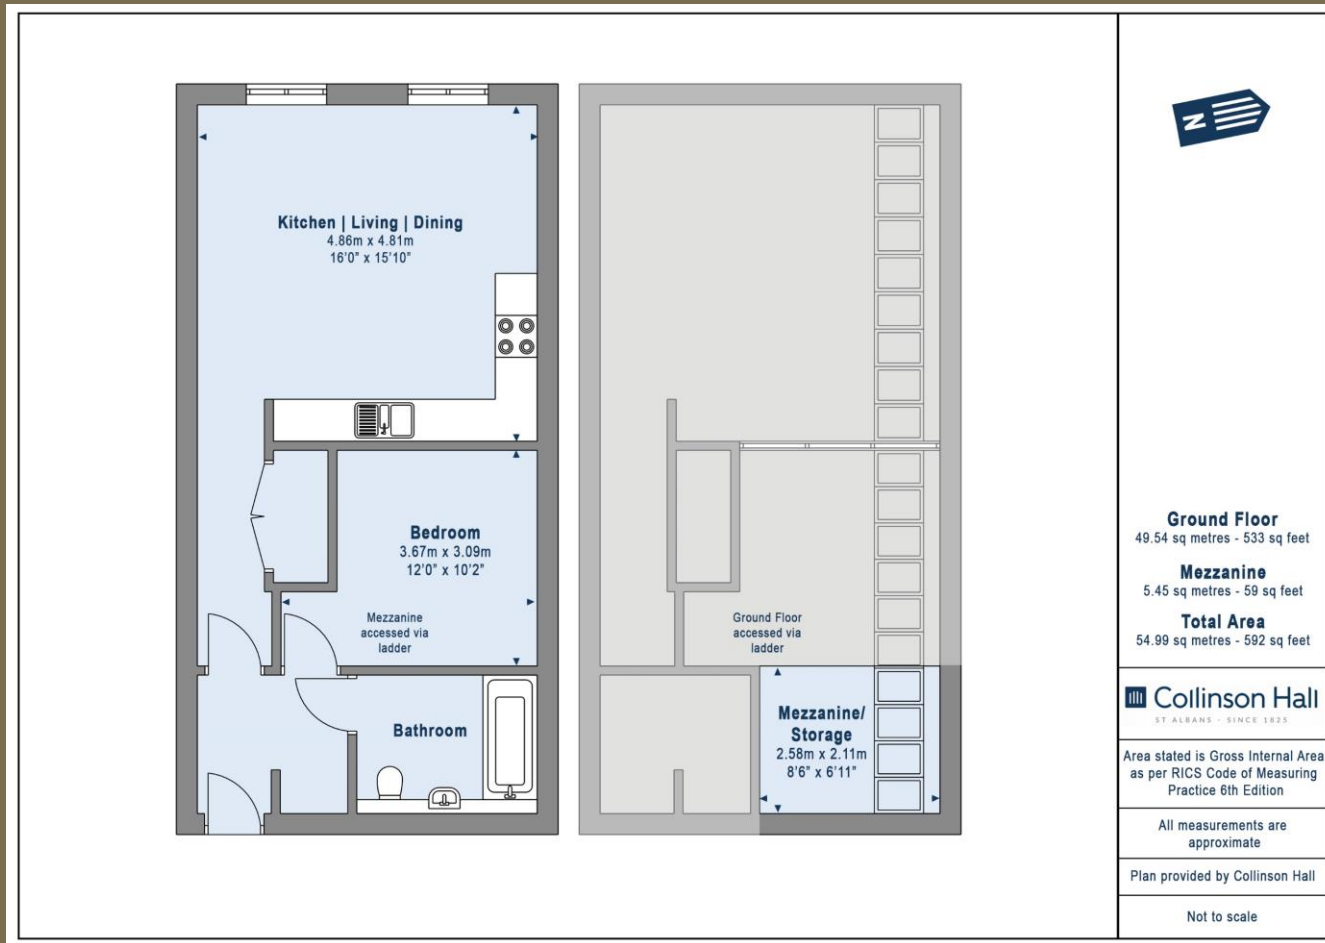 Kitchen | Living | Dining
4.86m x 4.81m
16'0" x 15'10"
Bedroom
3.67m x 3.09m
12'0" x 10'2"
Mezzanine
accessed via
ladder
Bathroom
Ground Floor
accessed via
ladder
Mezzanine/
Storage
2.58m x 2.11m
8'6" x 6'11"
N
Ground Floor
49.54 sq metres - 533 sq feet
Mezzanine
5.45 sq metres - 59 sq feet
Total Area
54.99 sq metres - 592 sq feet
Collinson Hall
ST ALBANS - SINCE 1825
Area stated is Gross Internal Area
as per RICS Code of Measuring
Practice 6th Edition
All measurements are
approximate
Plan provided by Collinson Hall
Not to scale